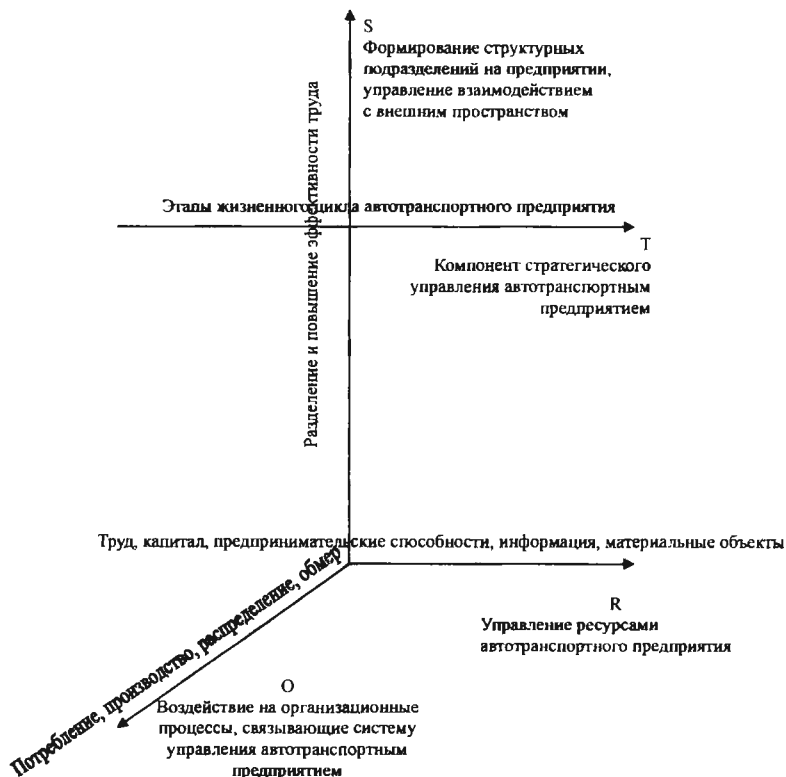 S
Формирование структурных
подразделений на предприятии,
управление взаимодействием
с внешним пространством
Разделение и повышение эффективности труда
Этапы жизненного цикла автотранспортного предприятия
T
Компонент стратегического
управления автотранспортным
предприятием
Труд, капитал, предпринимательские способности, информация, материальные объекты
R
Управление ресурсами
автотранспортного предприятия
Потребление, производство, распределение, обмер
O
Воздействие на организационные
процессы, связывающие систему
управления автотранспортным
предприятием